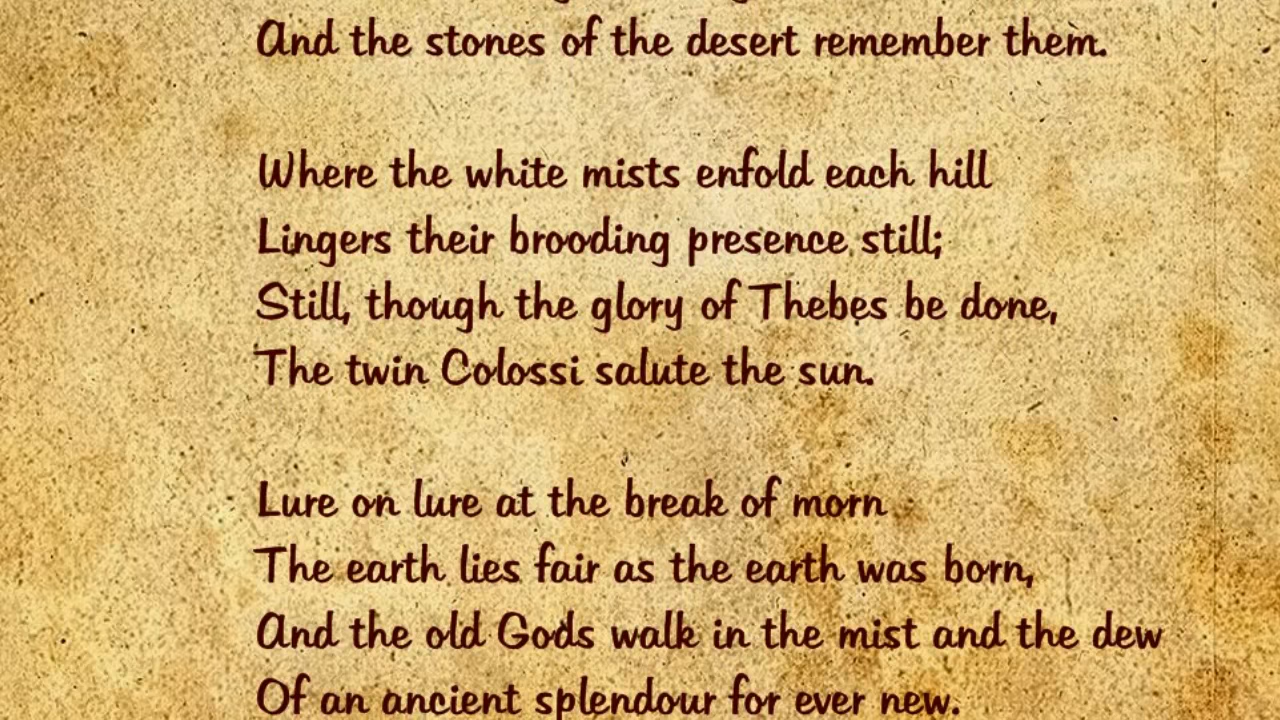 And the stones of the desert remember them.
Where the white mists enfold each hill
Lingers their brooding presence still;
Still, though the glory of Thebes be done,
The twin Colossi salute the sun.
Lure on lure at the break of morn
The earth lies fair as the earth was born,
And the old Gods walk in the mist and the dew
Of an ancient splendour for ever new.